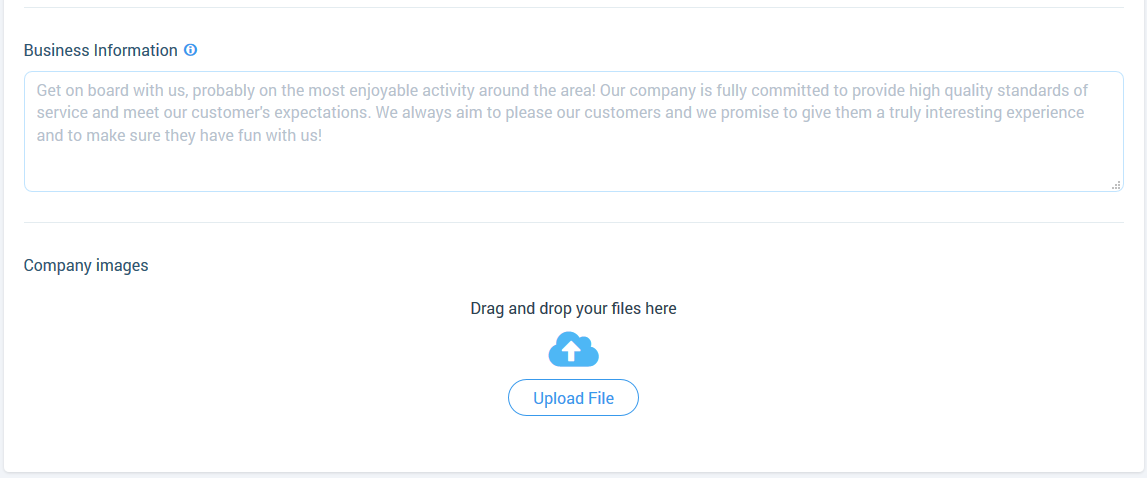 Business Information
Get on board with us, probably on the most enjoyable activity around the area! Our company is fully committed to provide high quality standards of
service and meet our customer's expectations. We always aim to please our customers and we promise to give them a truly interesting experience
and to make sure they have fun with us!
Company images
Drag and drop your files here
Upload File